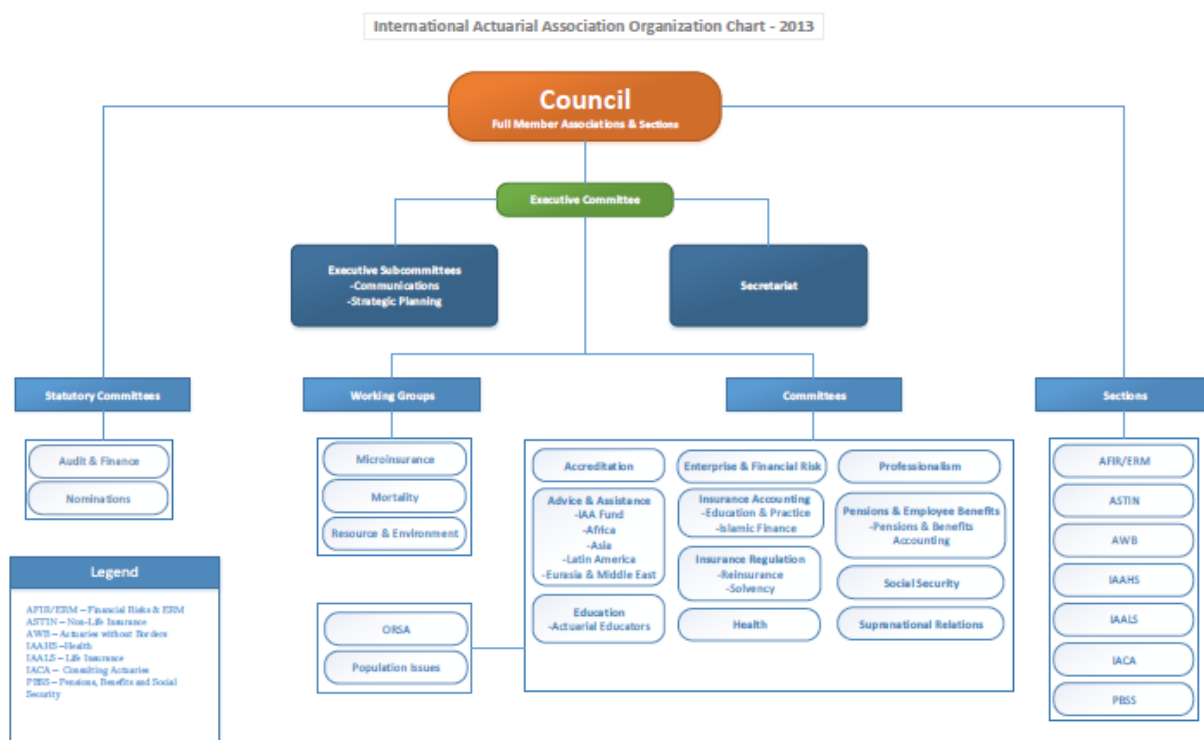 International Actuarial Association Organization Chart - 2013
Council
Full Member Associations & Sections
Executive Committee
Executive Subcommittees
-Communications
-Strategic Planning
Secretariat
Statutory Committees
Audit & Finance
Nominations
Working Groups
Microinsurance
Mortality
Resource & Environment
ORSA
Population Issues
Committees
Accreditation
Advice & Assistance
-IAA Fund
-Africa
-Asia
-Latin America
-Eurasia & Middle East
Education
-Actuarial Educators
Enterprise & Financial Risk
Insurance Accounting
-Education & Practice
-Islamic Finance
Insurance Regulation
-Reinsurance
-Solvency
Health
Professionalism
Pensions & Employee Benefits
-Pensions & Benefits
Accounting
Social Security
Supranational Relations
Sections
AFIR/ERM
ASTIN
AWB
IAAHS
IAALS
IACA
PBSS
Legend
AFIR/ERM – Financial Risks & ERM
ASTIN – Non-Life Insurance
AWB – Actuaries without Borders
IAAHS –Health
IAALS – Life Insurance
IACA – Consulting Actuaries
PBSS – Pensions, Benefits and Social
Security